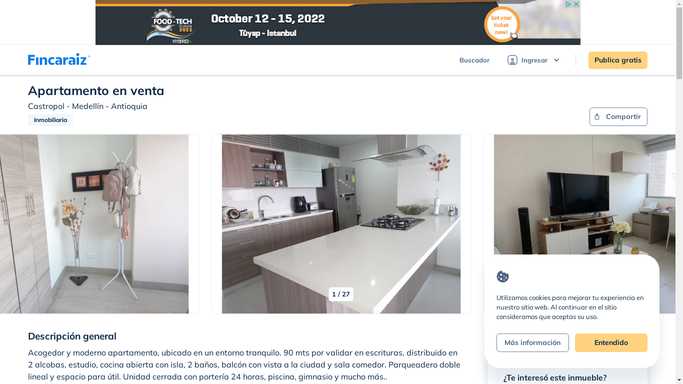 FOOD-TECH
October 12 - 15, 2022
Tüyap - Istanbul
Get your ticket now!
Fincaraiz
Buscador
Ingresar
Publica gratis
Apartamento en venta
Castropol - Medellín - Antioquia
Inmobiliaria
Compartir
1 / 27
Utilizamos cookies para mejorar tu experiencia en
nuestro sitio web. Al continuar en el sitio
consideramos que aceptas su uso.
Más información
Entendido
Descripción general
Acogedor y moderno apartamento, ubicado en un entorno tranquilo. 90 mts por validar en escrituras, distribuido en
2 alcobas, estudio, cocina abierta con isla, 2 baños, balcón con vista a la ciudad y sala comedor. Parqueadero doble
lineal y espacio para útil. Unidad cerrada con portería 24 horas, piscina, gimnasio y mucho más..
¿Te interesó este inmueble?